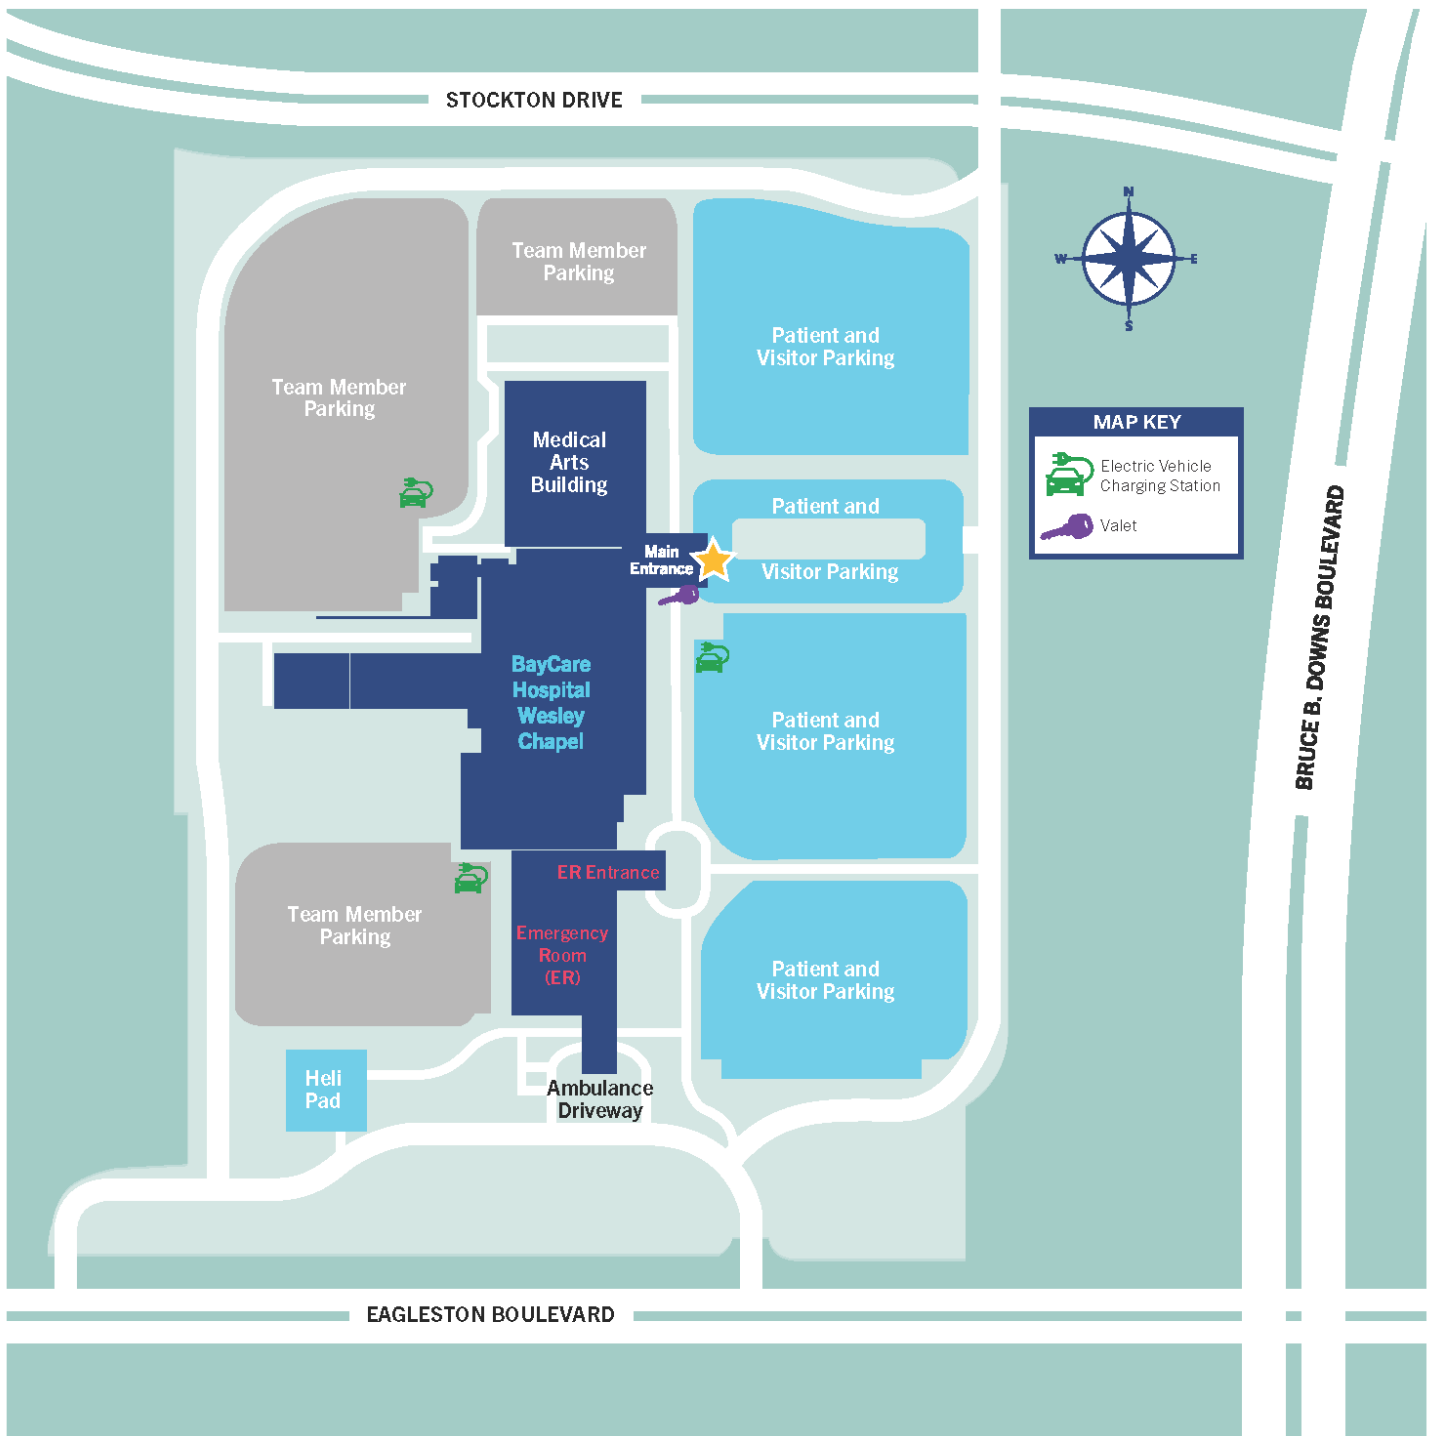 STOCKTON DRIVE
N
W
E
S
Team Member
Parking
Patient and
Visitor Parking
Team Member
Parking
MAP KEY
Electric Vehicle
Charging Station
Valet
Medical
Arts
Building
Patient and
Visitor Parking
Main
Entrance
BRUCE B. DOWNS BOULEVARD
BayCare
Hospital
Wesley
Chapel
Patient and
Visitor Parking
ER Entrance
Team Member
Parking
Emergency
Room
(ER)
Patient and
Visitor Parking
Heli
Pad
Ambulance
Driveway
EAGLESTON BOULEVARD